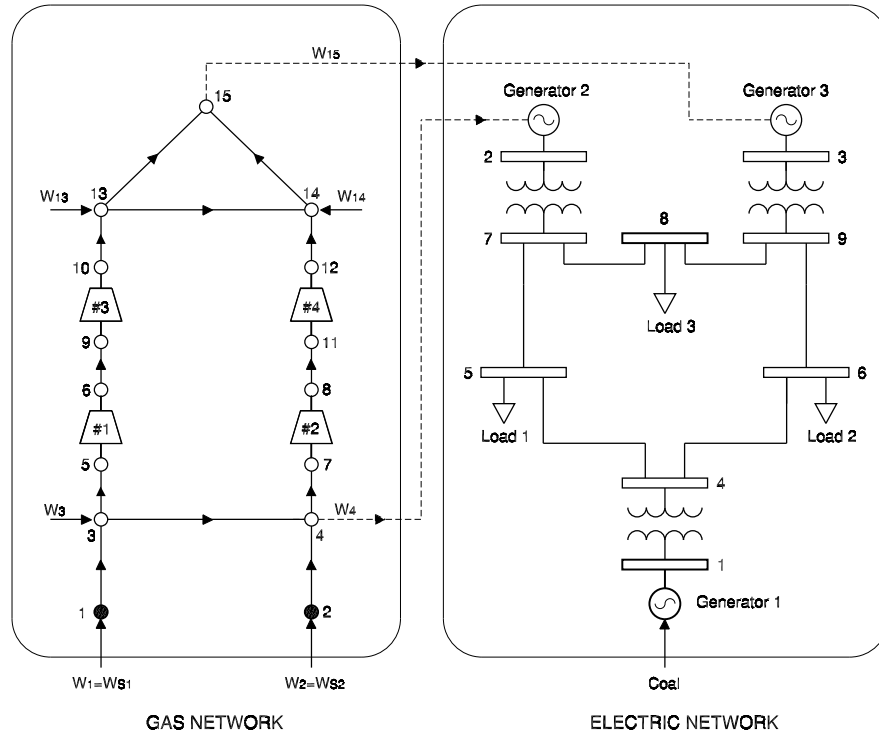 W15
15
Generator 2
Generator 3
2
3
W13
13
14
W14
8
7
9
10
12
#3
#4
Load 3
9
11
6
8
5
6
#1
#2
Load 1
Load 2
5
7
4
W3
W4
3
4
1
1
2
Generator 1
W1=WS1
W2=WS2
Coal
GAS NETWORK
ELECTRIC NETWORK